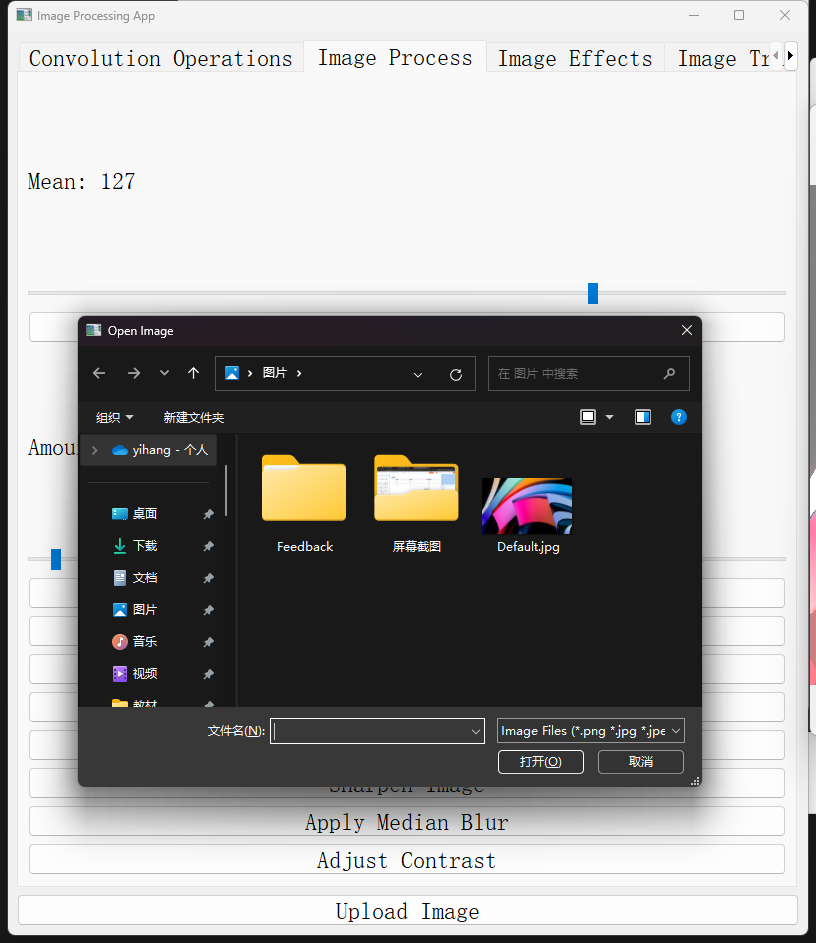 Image Processing App
Convolution Operations Image Process Image Effects Image Tr
Mean: 127
Open Image
图片
在 图片 中搜索
组织 新建文件夹
Amou
yihang - 个人
桌面
下载
文档
图片
音乐
视频
教材
Feedback 屏幕截图 Default.jpg
文件名(N): Image Files (*.png *.jpg *.jpe
打开(O) 取消
Sharpen Image
Apply Median Blur
Adjust Contrast
Upload Image